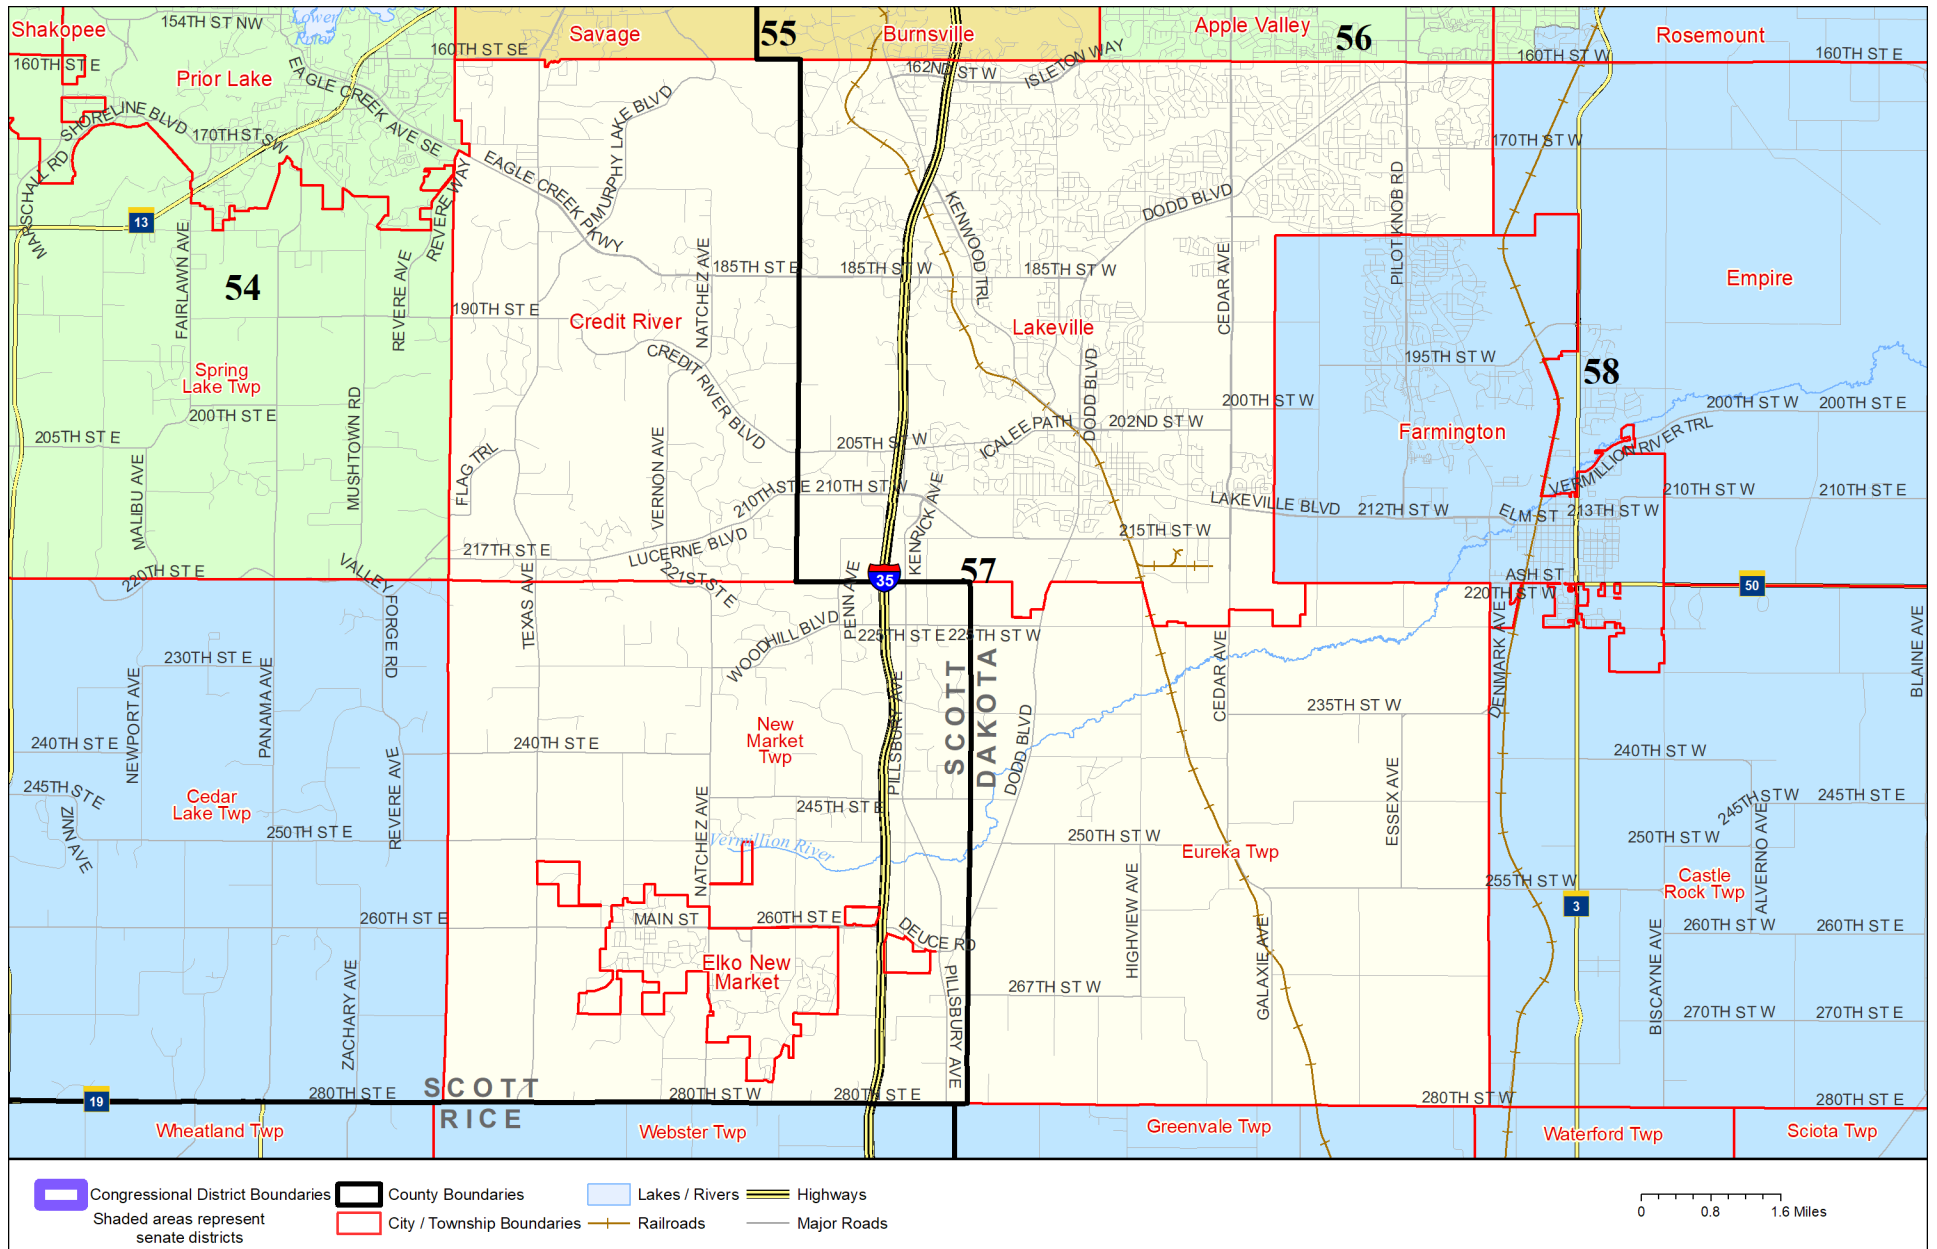 154TH ST NW
Lower
Prior
Shakopee
160TH ST E
Prior Lake
EAGLE CREEK AVE SE
SHORELINE BLVD
170TH ST SW
MARSCHALL RD
13
160TH ST SE
Savage
55
Burnsville
162ND ST W
ISLETON WAY
Apple Valley
56
160TH ST W
Rosemount
160TH ST E
MURPHY LAKE BLVD
EAGLE CREEK PKWY
PKWY
REVERE WAY
170TH ST W
KENWOOD TRL
DODD BLVD
PILOT KNOB RD
CEDAR AVE
54
FAIRLAWN AVE
REVERE AVE
NATCHEZ AVE
185TH ST E
185TH ST W
185TH ST W
190TH ST E
Credit River
Lakeville
Empire
Spring
Lake Twp
CREDIT RIVER BLVD
DODD BLVD
195TH ST W
58
MUSHTOWN RD
200TH ST E
200TH ST W
200TH ST W
200TH ST E
205TH ST E
205TH ST W
ICALEE PATH
202ND ST W
Farmington
VERMILLION RIVER TRL
MALIBU AVE
FLAG TRL
VERNON AVE
210TH ST E
210TH ST W
KENRICK AVE
LAKEVILLE BLVD
212TH ST W
ELM ST
213TH ST W
210TH ST W
210TH ST E
215TH ST W
217TH ST E
LUCERNE BLVD
221ST ST E
57
35
220TH ST E
VALLEY FORGE RD
TEXAS AVE
PENN AVE
ASH ST
220TH ST W
50
WOODHILL BLVD
225TH ST E
225TH ST W
DENMARK AVE
BLAINE AVE
230TH ST E
NEWPORT AVE
PANAMA AVE
SCOTT
DAKOTA
CEDAR AVE
235TH ST W
New
Market
Twp
PILLSBURY AVE
DODD BLVD
240TH ST E
240TH ST E
240TH ST W
REVERE AVE
245TH ST E
Cedar
Lake Twp
ZINN AVE
NATCHEZ AVE
245TH ST E
ESSEX AVE
245TH ST W
245TH ST E
250TH ST E
Vermillion River
250TH ST W
250TH ST W
Eureka Twp
HIGHVIEW AVE
255TH ST W
Castle
Rock Twp
ALVERNO AVE
3
260TH ST E
MAIN ST
260TH ST E
DEUCE RD
260TH ST W
260TH ST E
Elko New
Market
GALAXIE AVE
BISCAYNE AVE
ZACHARY AVE
PILLSBURY AVE
267TH ST W
270TH ST W
270TH ST E
19
280TH ST E
SCOTT
RICE
280TH ST W
280TH ST E
280TH ST W
280TH ST E
Wheatland Twp
Webster Twp
Greenvale Twp
Waterford Twp
Sciota Twp
Congressional District Boundaries
County Boundaries
Lakes / Rivers
Highways
Shaded areas represent
senate districts
City / Township Boundaries
Railroads
Major Roads
0 0.8 1.6 Miles